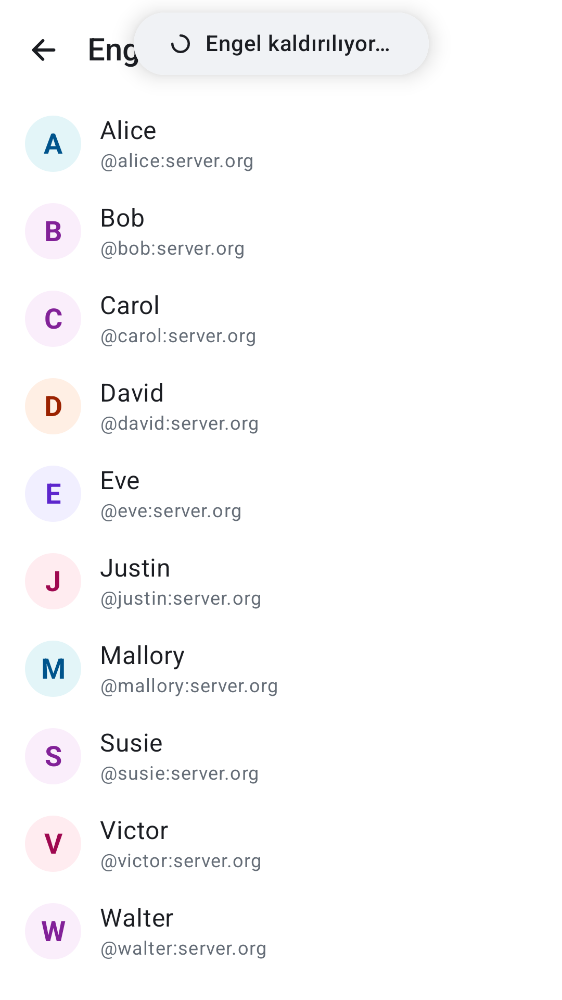 Engel kaldırılıyor…
Alice
@alice:server.org
Bob
@bob:server.org
Carol
@carol:server.org
David
@david:server.org
Eve
@eve:server.org
Justin
@justin:server.org
Mallory
@mallory:server.org
Susie
@susie:server.org
Victor
@victor:server.org
Walter
@walter:server.org